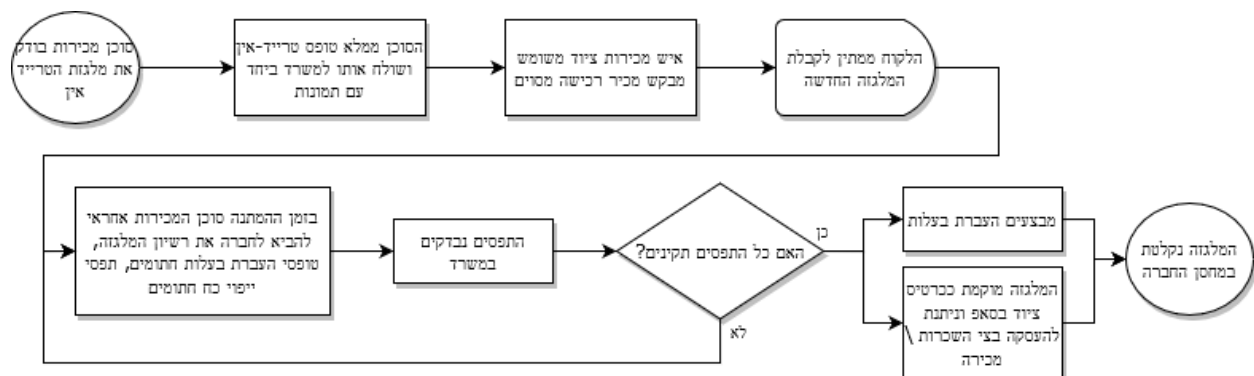 סוכן מכירות בודק
את מלגזת הטרייד
אין
הסוכן ממלא טופס טרייד-אין
ושולח אותו למשרד ביחד
עם תמונות
איש מכירות ציוד משומש
מבקש מכיר רכישה מסוים
הלקוח ממתין לקבלת
המלגזה החדשה
בזמן ההמתנה סוכן המכירות אחראי
להביא לחברה את רשיון המלגזה,
טופסי העברת בעלות חתומים, תפסי
ייפוי כח חתומים
התפסים נבדקים
במשרד
האם כל התפסים תקינים?
כן
לא
מבצעים העברת בעלות
המלגזה מוקמת ככרטיס
ציוד בסאפ וניתנת
להעסקה בצי השכרות \
מכירה
המלגזה נקלטת
במחסן החברה